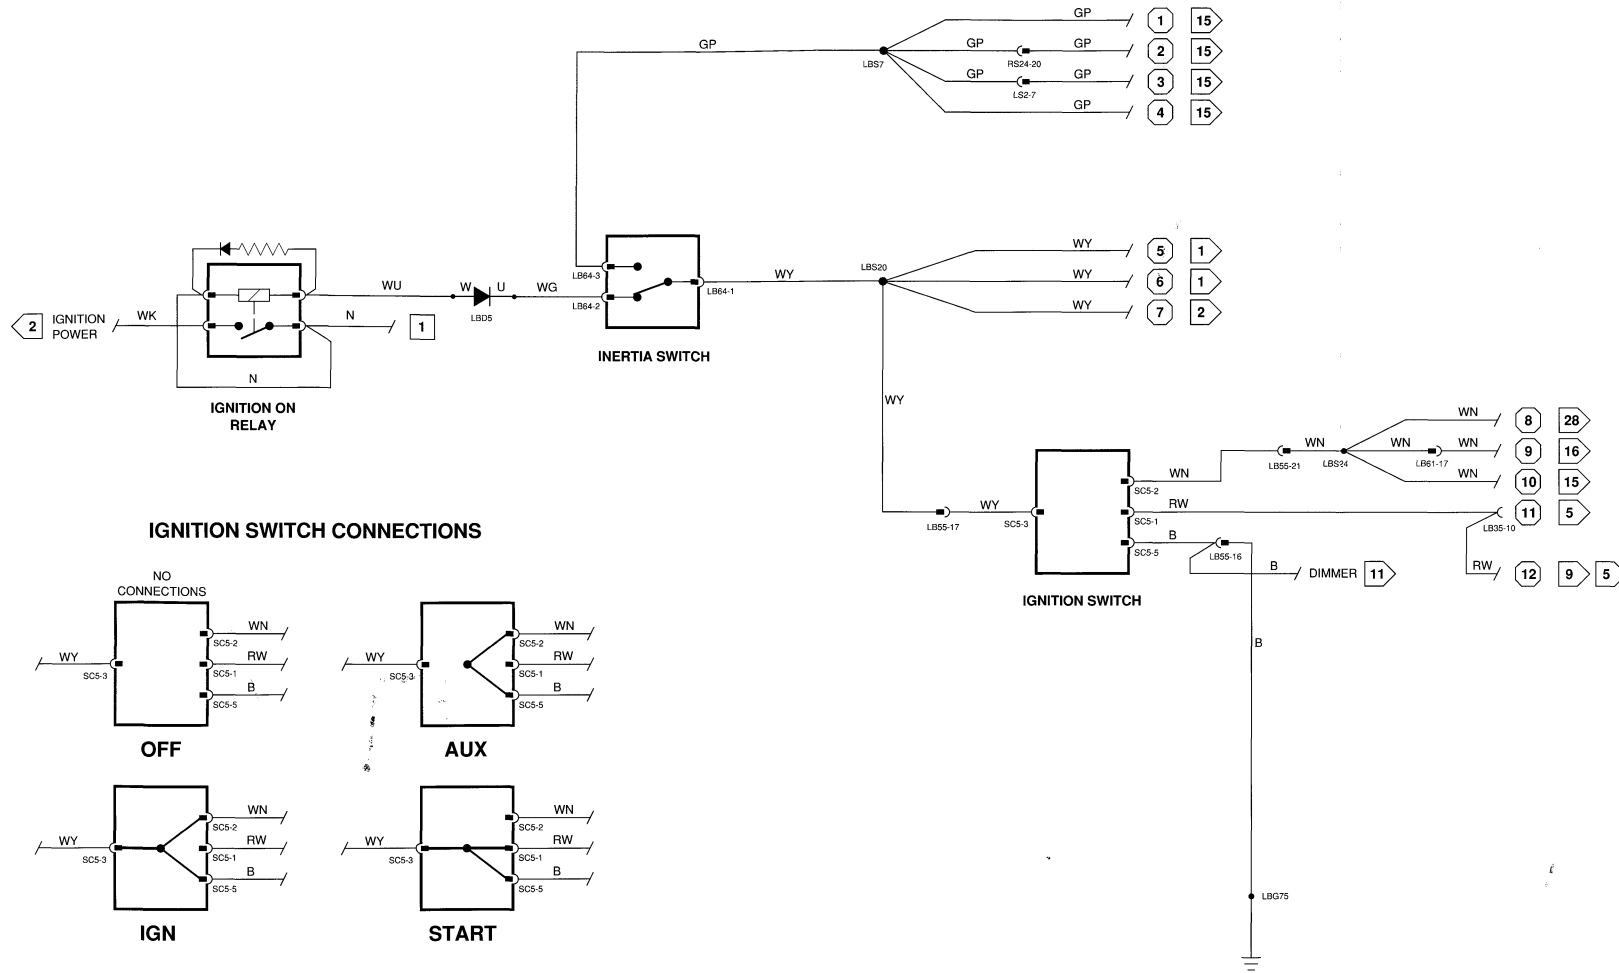 GP
1 15
GP
GP GP
2 15
LBS7
RS24-20
GP GP
3 15
LS2-7
GP
4 15
LB64-3
LB64-2
LB64-1
WU
W U
WG
LBD5
WY
LBS20
WY
5 1
WY
6 1
WY
7 2
2 IGNITION
POWER
WK
N
1
N
INERTIA SWITCH
IGNITION ON
RELAY
WY
WN
8 28
WN
WN WN
9 16
LB55-21
LBS24
LB61-17
WN
10 15
WN
SC5-2
LB55-17
WY
SC5-3
RW
SC5-1
LB35-10
11 5
B
SC5-5
LB55-16
B
DIMMER 11
RW
12 9 5
IGNITION SWITCH
B
LBG75
IGNITION SWITCH CONNECTIONS
NO
CONNECTIONS
WY
SC5-3
WN
SC5-2
RW
SC5-1
B
SC5-5
OFF
WY
SC5-3
WN
SC5-2
RW
SC5-1
B
SC5-5
AUX
WY
SC5-3
WN
SC5-2
RW
SC5-1
B
SC5-5
IGN
WY
SC5-3
WN
SC5-2
RW
SC5-1
B
SC5-5
START